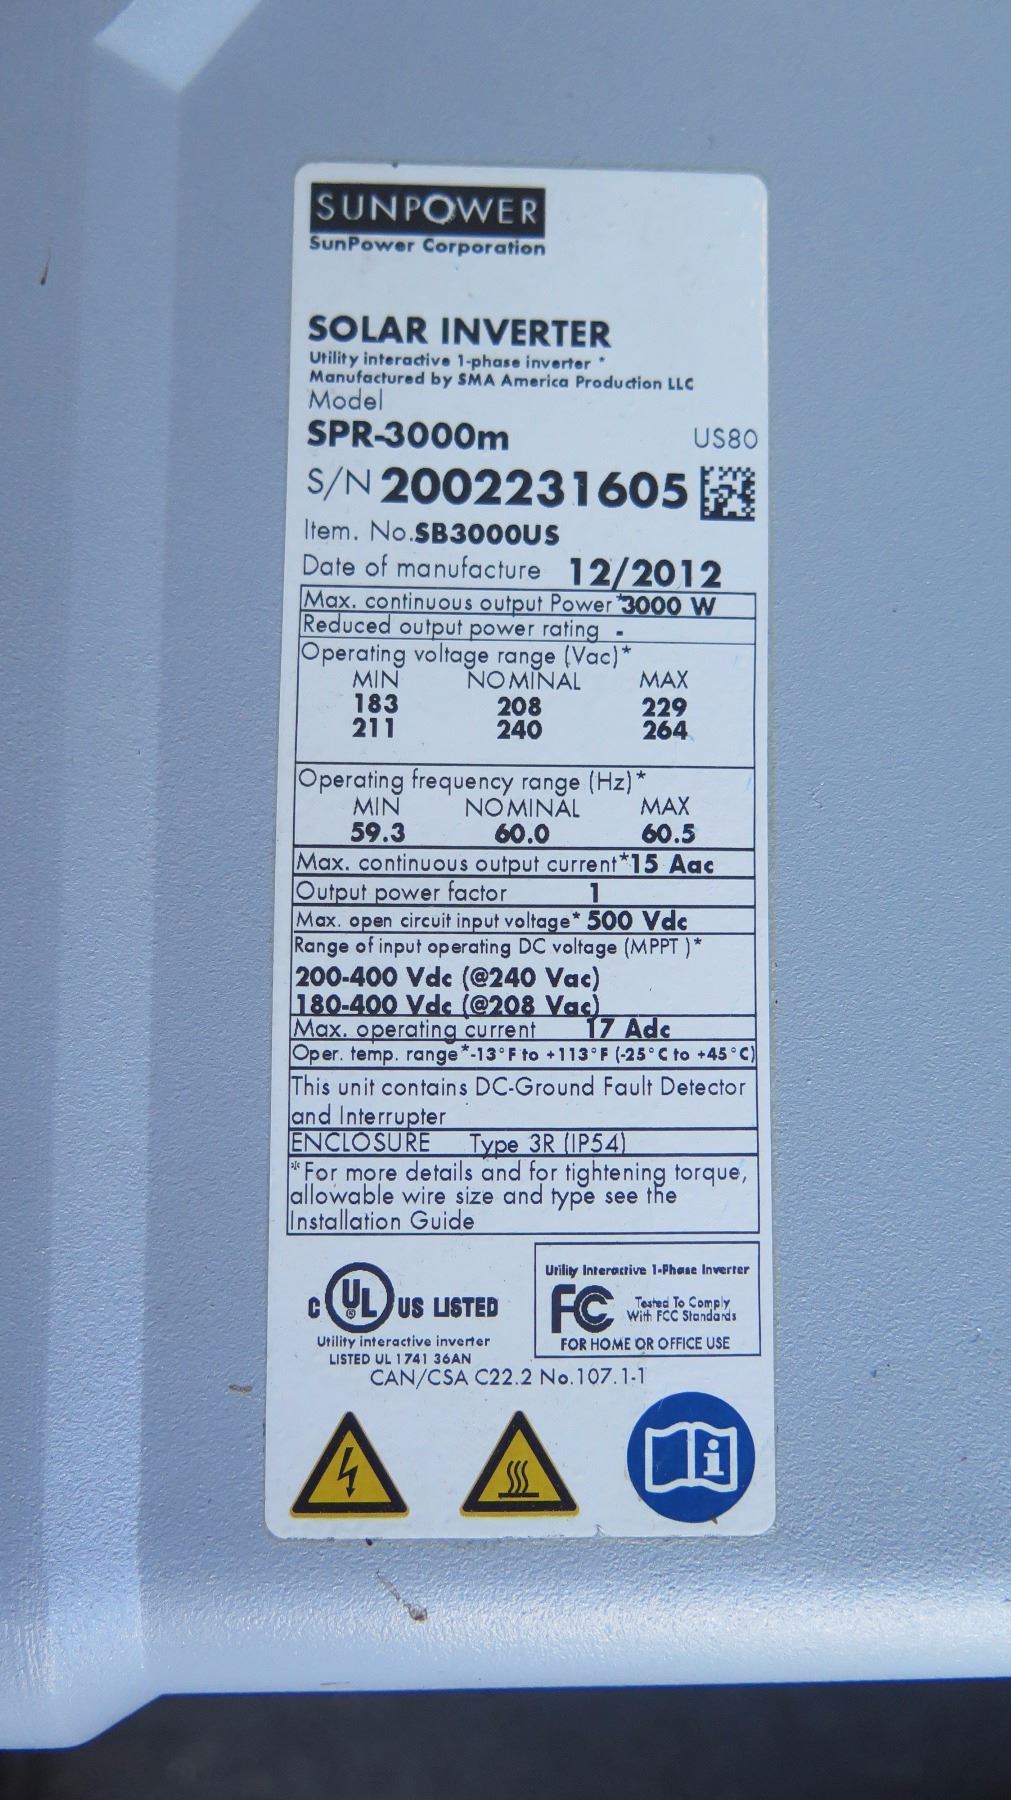 SUNPOWER
SunPower Corporation
SOLAR INVERTER
Utility interactive 1-phase inverter *
Manufactured by SMA America Production LLC
Model
SPR-3000m US80
S/N 2002231605
Item. No.SB3000US
Date of manufacture 12/2012
Max. continuous output Power*3000 W
Reduced output power rating -
Operating voltage range (Vac)*
MIN NOMINAL MAX
183 208 229
211 240 264
Operating frequency range (Hz)*
MIN NOMINAL MAX
59.3 60.0 60.5
Max. continuous output current*15 Aac
Output power factor 1
Max. open circuit input voltage* 500 Vdc
Range of input operating DC voltage (MPPT )*
200-400 Vdc (@240 Vac)
180-400 Vdc (@208 Vac)
Max. operating current 17 Adc
Oper. temp. range*-13°F to +113°F (-25°C to +45°C)
This unit contains DC-Ground Fault Detector
and Interrupter
ENCLOSURE Type 3R (IP54)
*For more details and for tightening torque,
allowable wire size and type see the
Installation Guide
C UL ® US LISTED
Utility interactive inverter
LISTED UL 1741 36AN
CAN/CSA C22.2 No.107.1-1
Utility Interactive 1-Phase Inverter
FC Tested To Comply
With FCC Standards
FOR HOME OR OFFICE USE
i